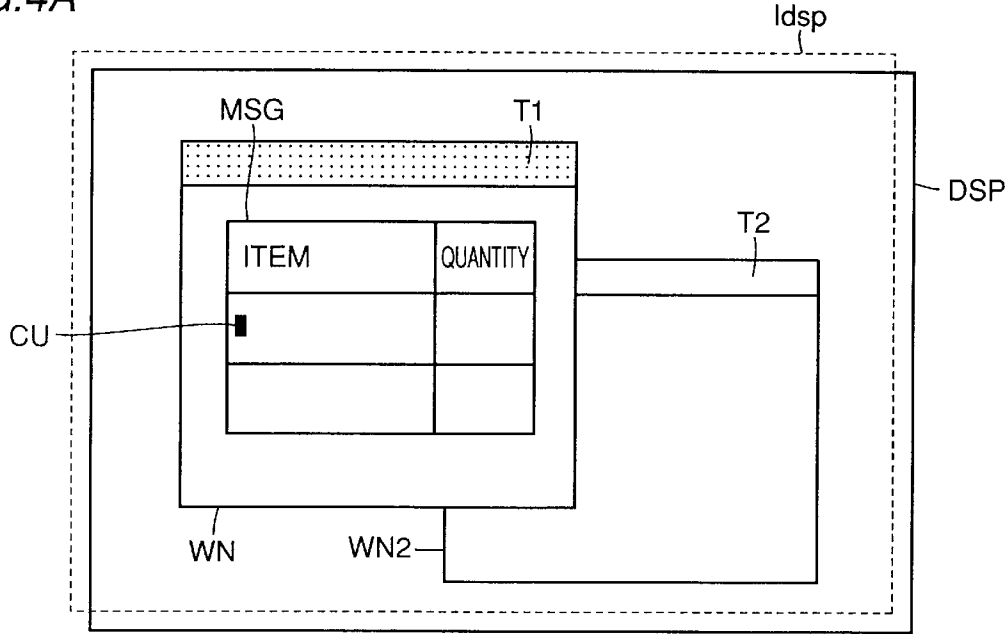 G.4A
Idsp
MSG
T1
DSP
T2
ITEM
QUANTITY
CU
WN
WN2